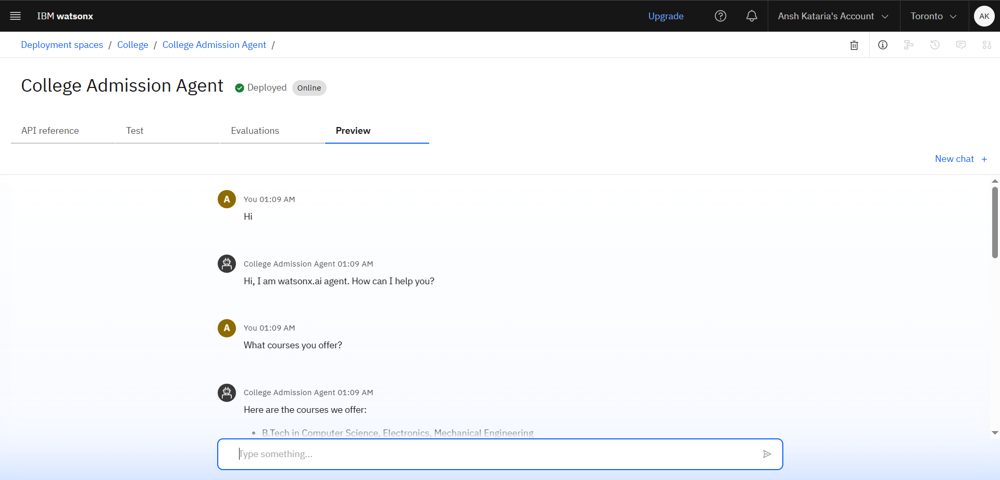 IBM watsonx
Upgrade
Ansh Kataria's Account
Toronto
AK
Deployment spaces / College / College Admission Agent /
College Admission Agent
Deployed
Online
API reference
Test
Evaluations
Preview
New chat +
A
You 01:09 AM
Hi
College Admission Agent 01:09 AM
Hi, I am watsonx.ai agent. How can I help you?
A
You 01:09 AM
What courses you offer?
College Admission Agent 01:09 AM
Here are the courses we offer:
• B.Tech in Computer Science, Electronics, Mechanical Engineering
Type something...